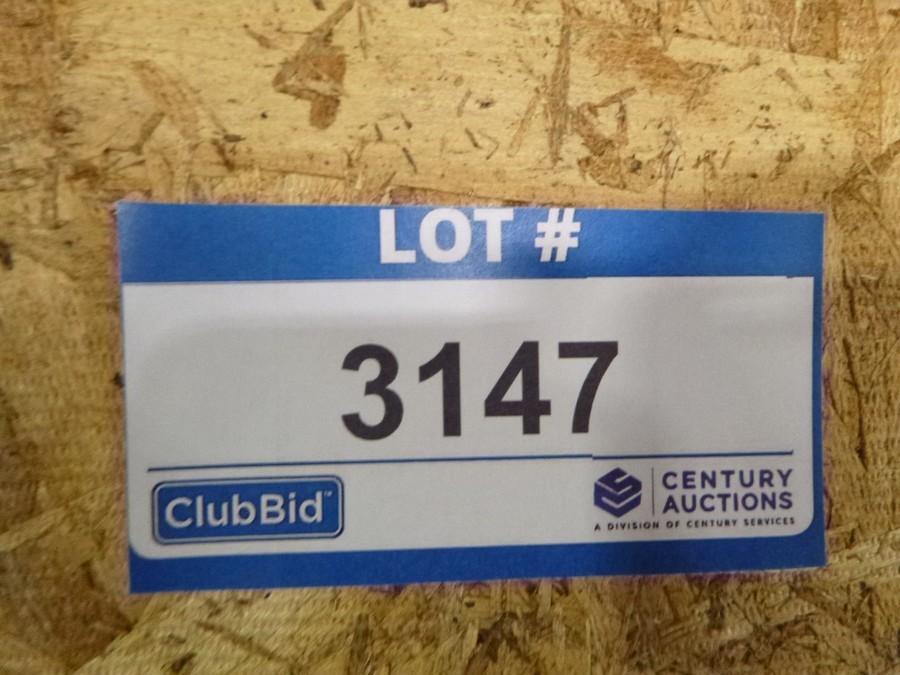 LOT #
3147
ClubBid™
CENTURY
AUCTIONS
A DIVISION OF CENTURY SERVICES